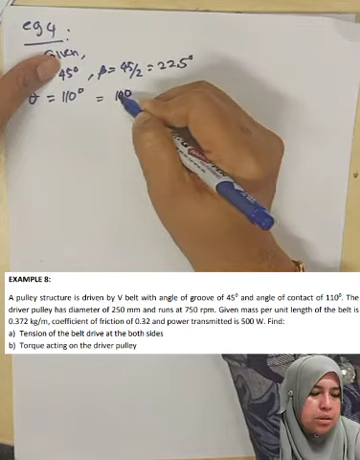 eg 4 :
Given,
45° , β = 45/2 = 22.5°
θ = 110° = 110
EXAMPLE 8:
A pulley structure is driven by V belt with angle of groove of 45⁰ and angle of contact of 110⁰. The
driver pulley has diameter of 250 mm and runs at 750 rpm. Given mass per unit length of the belt is
0.372 kg/m, coefficient of friction of 0.32 and power transmitted is 500 W. Find:
a) Tension of the belt drive at the both sides
b) Torque acting on the driver pulley